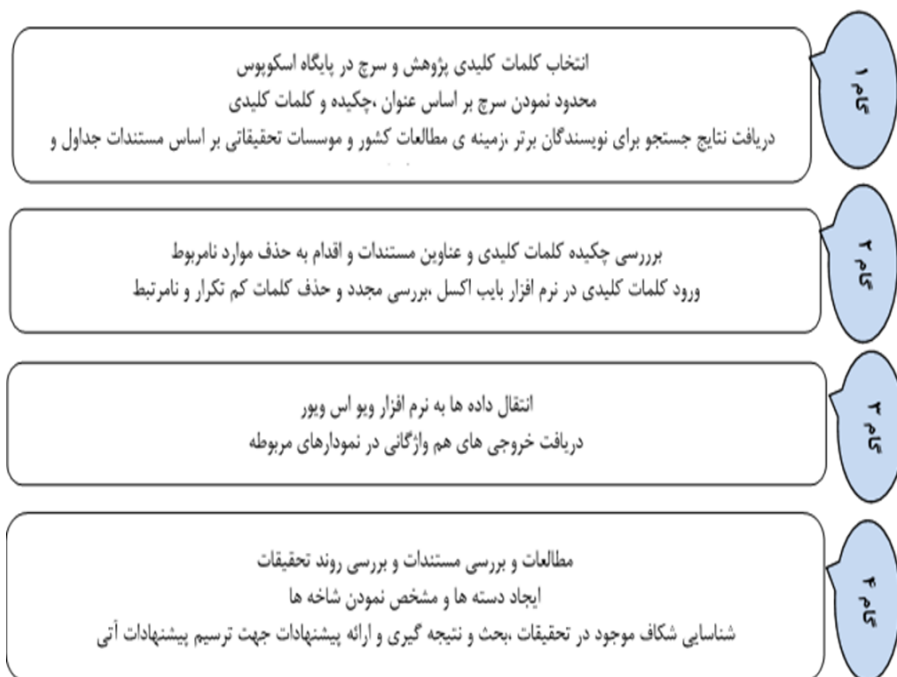 گام ۱
انتخاب کلمات کلیدی پژوهش و سرچ در پایگاه اسکوپوس
محدود نمودن سرچ بر اساس عنوان ،چکیده و کلمات کلیدی
دریافت نتایج جستجو برای نویسندگان برتر ،زمینه ی مطالعات کشور و موسسات تحقیقاتی بر اساس مستندات جداول و
گام ۲
برررسی چکیده کلمات کلیدی و عناوین مستندات و اقدام به حذف موارد نامربوط
ورود کلمات کلیدی در نرم افزار بایب اکسل ،بررسی مجدد و حذف کلمات کم تکرار و نامرتبط
گام ۳
انتقال داده ها به نرم افزار ویو اس ویور
دریافت خروجی های هم واژگانی در نمودارهای مربوطه
گام ۴
مطالعات و بررسی مستندات و بررسی روند تحقیقات
ایجاد دسته ها و مشخص نمودن شاخه ها
شناسایی شکاف موجود در تحقیقات ،بحث و نتیجه گیری و ارائه پیشنهادات جهت ترسیم پیشنهادات آتی